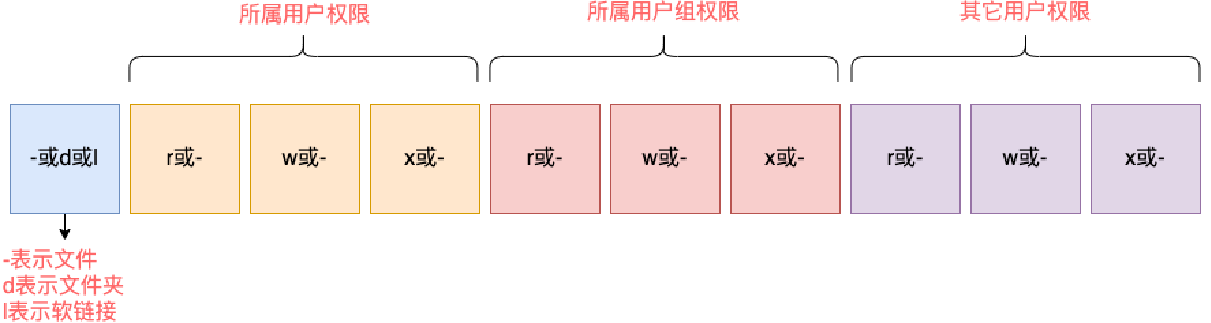 所属用户权限
所属用户组权限
其它用户权限
-或d或l
r或-
w或-
x或-
r或-
w或-
x或-
r或-
w或-
x或-
-表示文件
d表示文件夹
l表示软链接